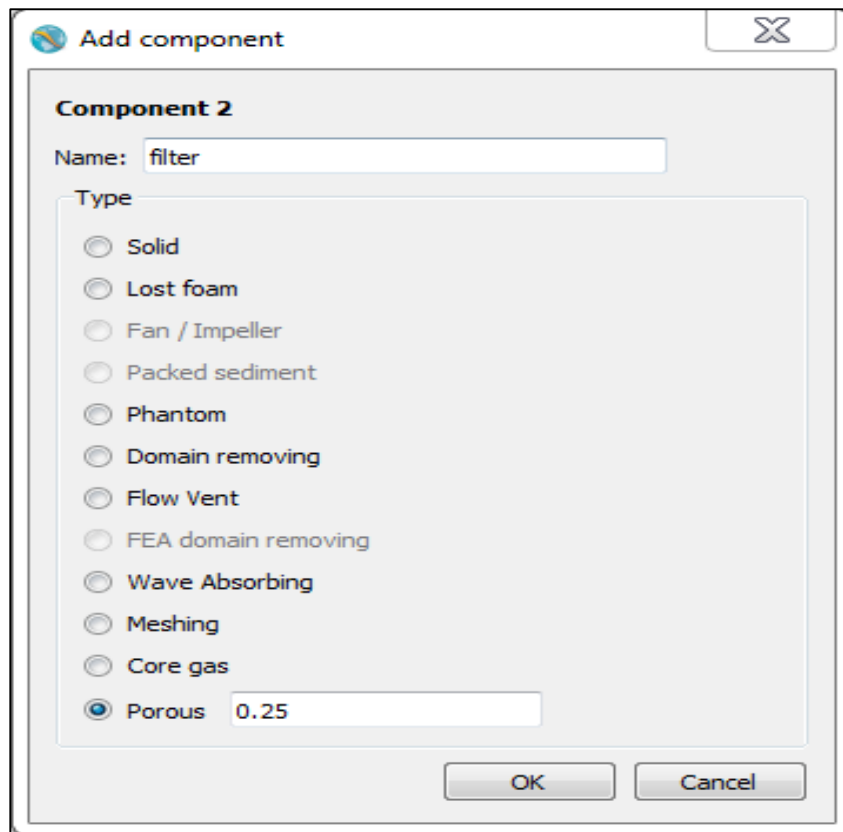 Add component
Component 2
Name: filter
Type
Solid
Lost foam
Fan / Impeller
Packed sediment
Phantom
Domain removing
Flow Vent
FEA domain removing
Wave Absorbing
Meshing
Core gas
Porous 0.25
OK Cancel